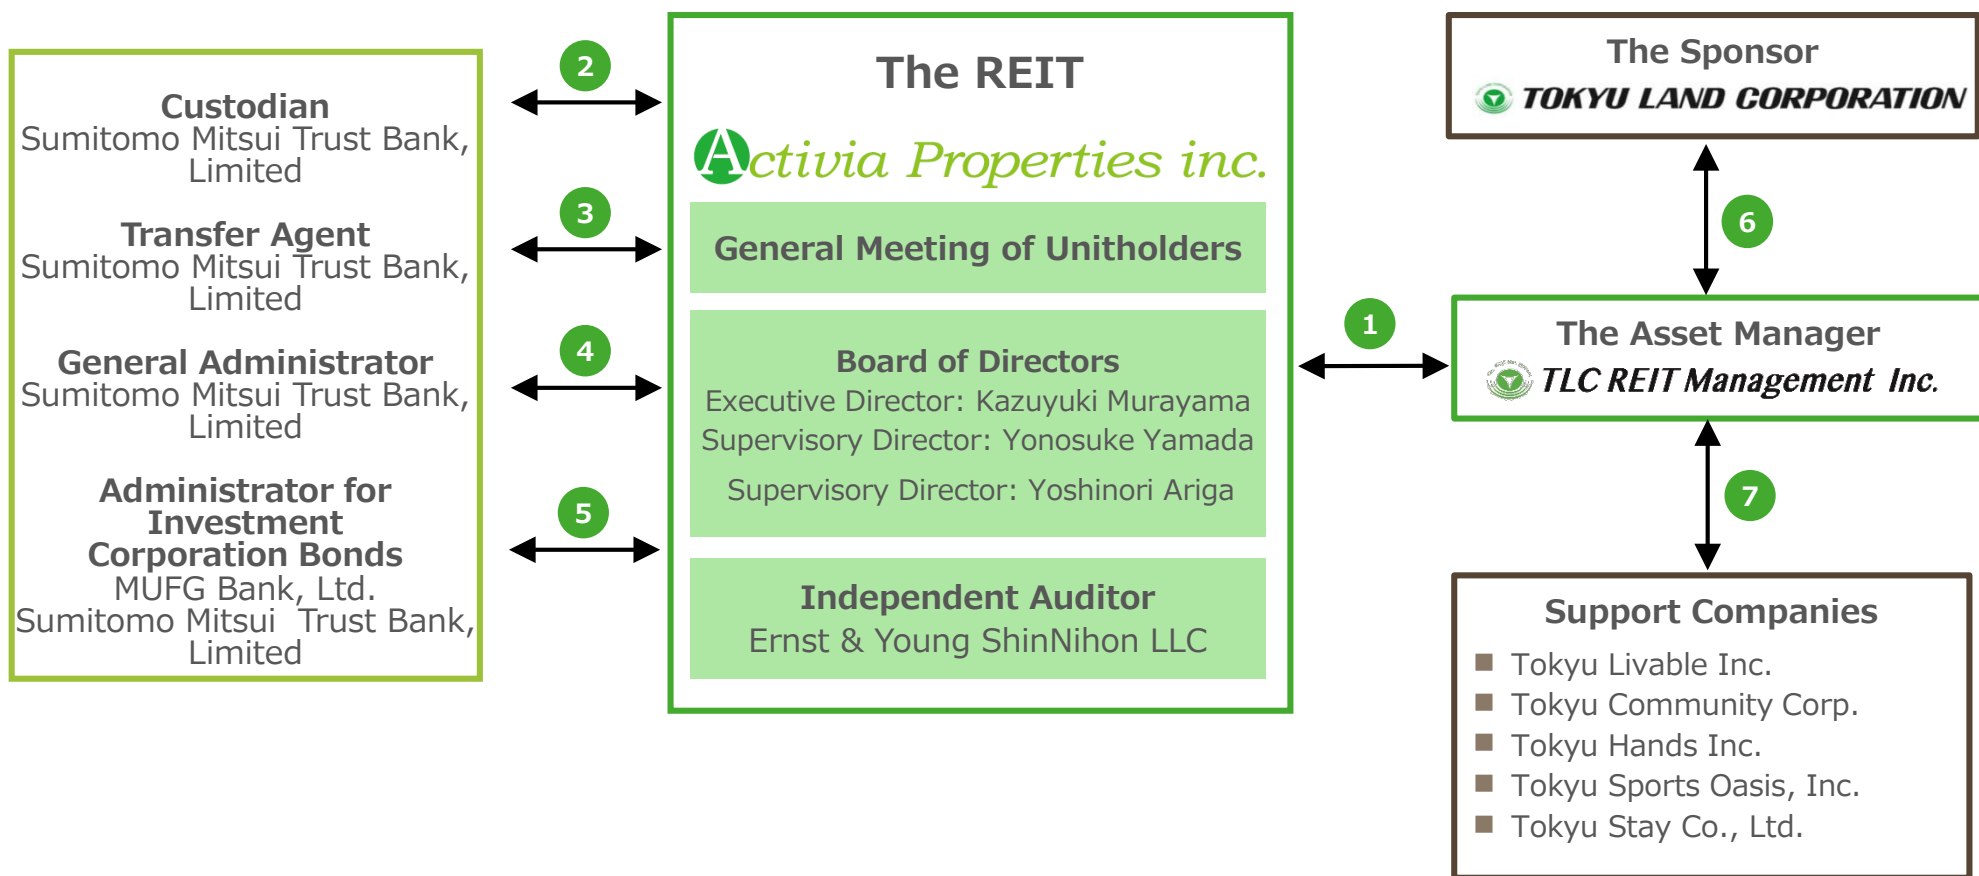 Custodian
Sumitomo Mitsui Trust Bank,
Limited
Transfer Agent
Sumitomo Mitsui Trust Bank,
Limited
General Administrator
Sumitomo Mitsui Trust Bank,
Limited
Administrator for
Investment
Corporation Bonds
MUFG Bank, Ltd.
Sumitomo Mitsui Trust Bank,
Limited
2
3
4
5
The REIT
Activia Properties inc.
General Meeting of Unitholders
Board of Directors
Executive Director: Kazuyuki Murayama
Supervisory Director: Yonosuke Yamada
Supervisory Director: Yoshinori Ariga
Independent Auditor
Ernst & Young ShinNihon LLC
1
The Sponsor
TOKYU LAND CORPORATION
6
The Asset Manager
TLC REIT Management Inc.
7
Support Companies
Tokyu Livable Inc.
Tokyu Community Corp.
Tokyu Hands Inc.
Tokyu Sports Oasis, Inc.
Tokyu Stay Co., Ltd.